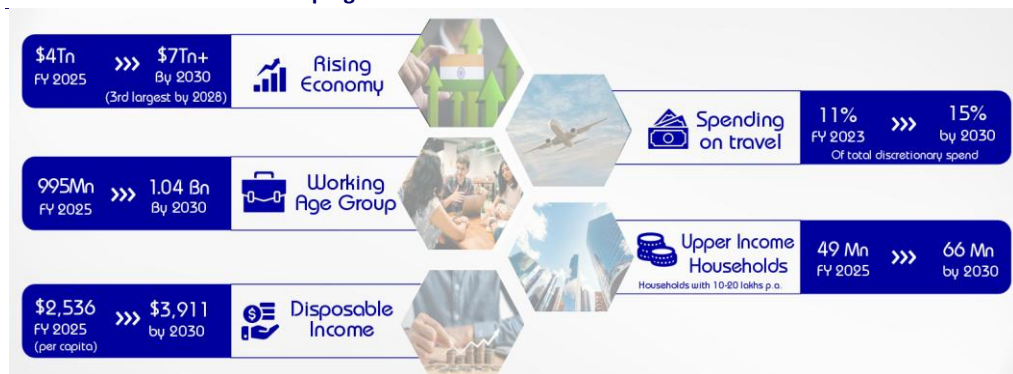 $4Tn >>> $7Tn+
FY 2025 By 2030
(3rd largest by 2028)
Rising
Economy
Spending
on travel
11% >>> 15%
FY 2023 by 2030
Of total discretionary spend
995Mn >>> 1.04 Bn
FY 2025 By 2030
Working
Age Group
Upper Income
Households
Households with 10-20 lakhs p.a.
49 Mn >>> 66 Mn
FY 2025 by 2030
$2,536 >>> $3,911
FY 2025 by 2030
(per capita)
Disposable
Income